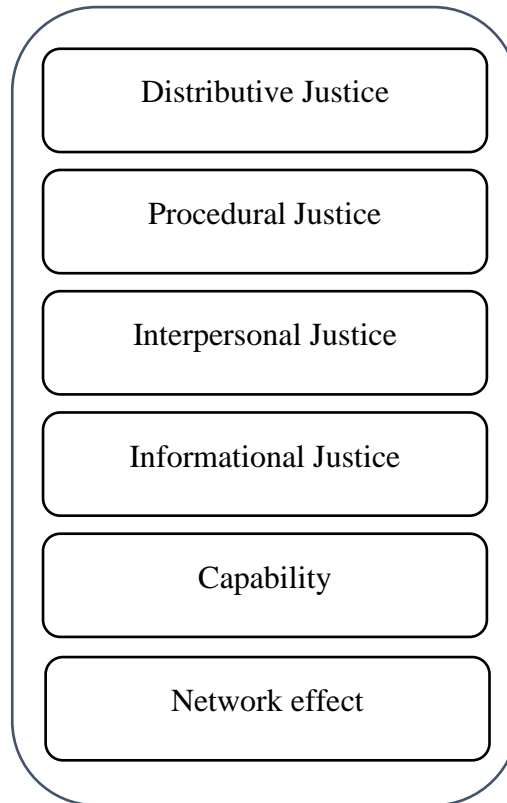 Distributive Justice
Procedural Justice
Interpersonal Justice
Informational Justice
Capability
Network effect